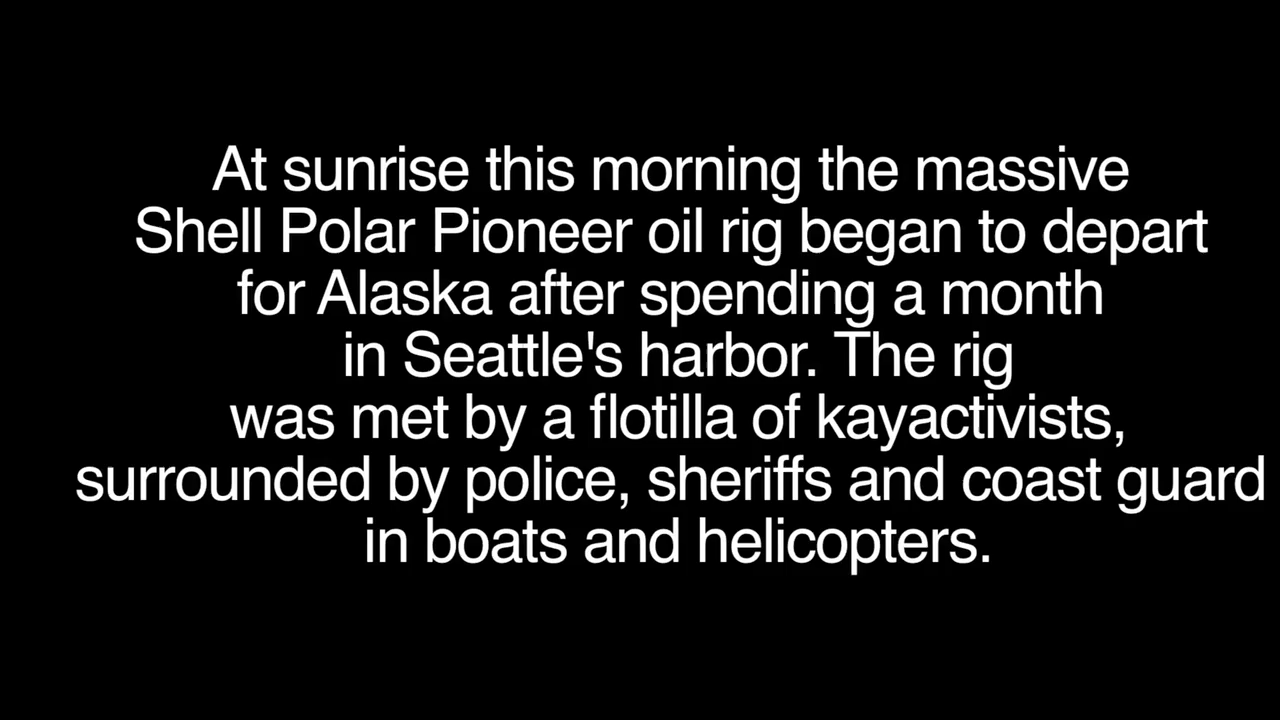 At sunrise this morning the massive
Shell Polar Pioneer oil rig began to depart
for Alaska after spending a month
in Seattle's harbor. The rig
was met by a flotilla of kayactivists,
surrounded by police, sheriffs and coast guard
in boats and helicopters.